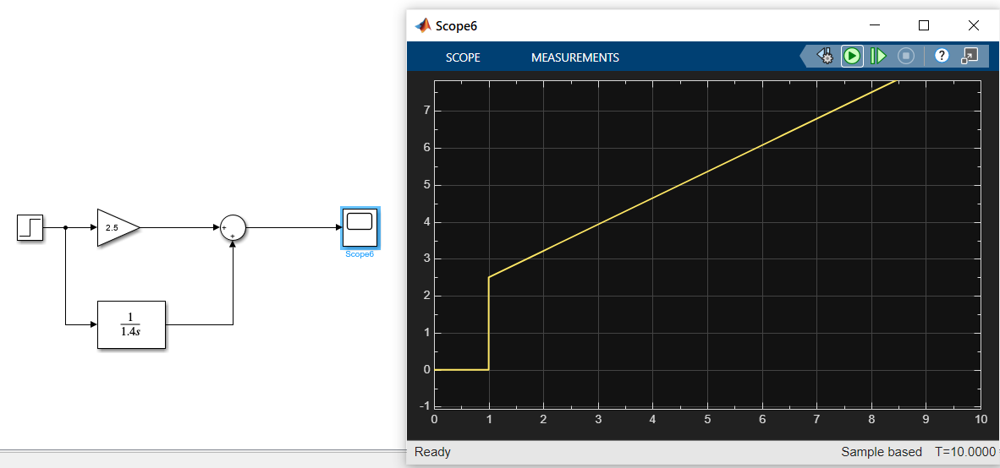 Scope6
SCOPE MEASUREMENTS ?
7
6
5
4
3
2
1
0
-1
0 1 2 3 4 5 6 7 8 9 10
Ready Sample based T=10.0000
2.5
+
+
Scope6
1
1.4s